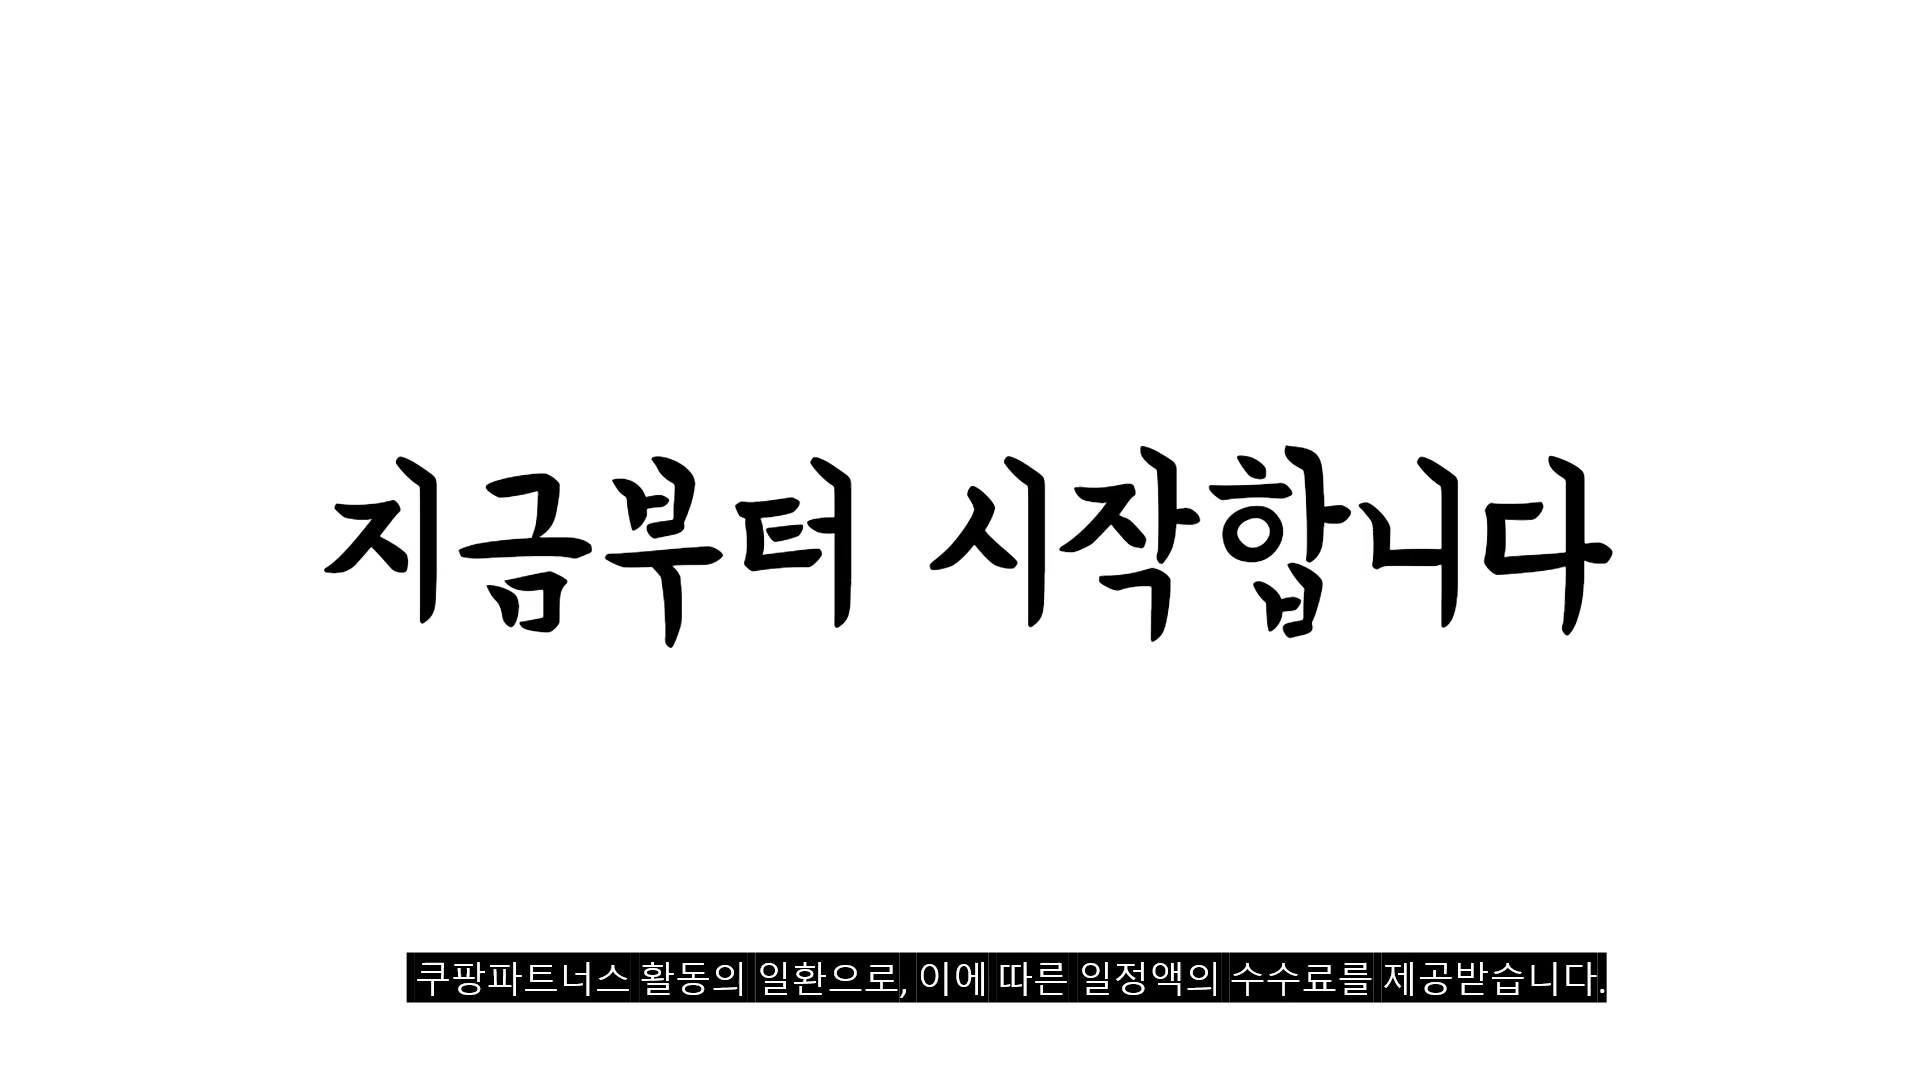 지금부터 시작합니다
쿠팡파트너스 활동의 일환으로, 이에 따른 일정액의 수수료를 제공받습니다.